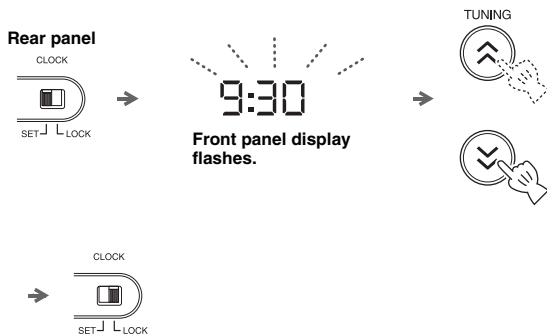 Rear panel
CLOCK
SET LOCK
9:30
Front panel display
flashes.
TUNING
CLOCK
SET LOCK